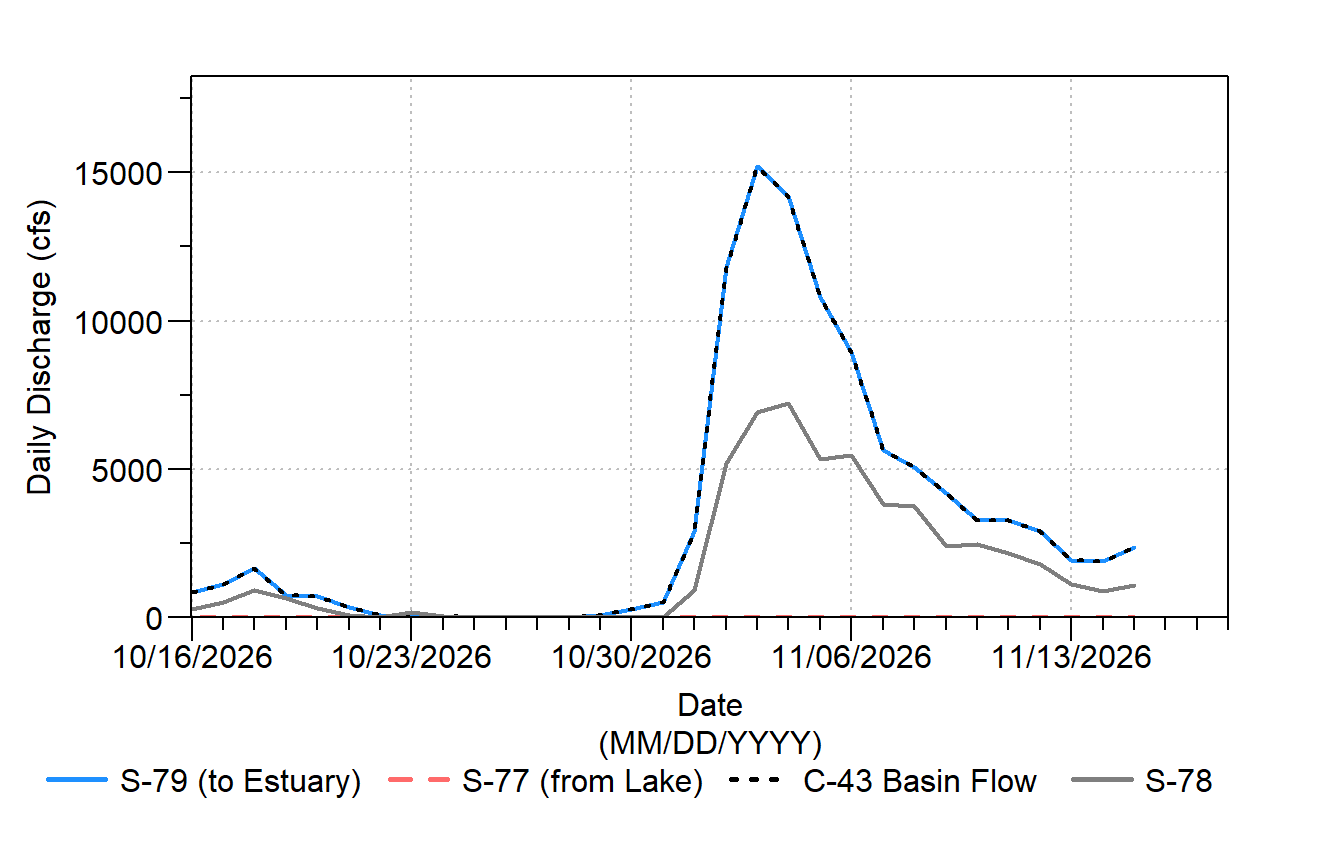 Daily Discharge (cfs)
15000
10000
5000
0
10/16/2026 10/23/2026 10/30/2026 11/06/2026 11/13/2026
Date
(MM/DD/YYYY)
S-79 (to Estuary) S-77 (from Lake) C-43 Basin Flow S-78